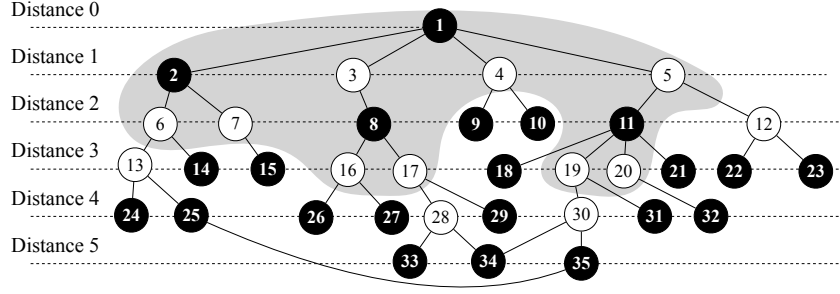 Distance 0
1
Distance 1
2 3 4 5
Distance 2
6 7 8 9 10 11 12
Distance 3
13 14 15 16 17 18 19 20 21 22 23
Distance 4
24 25 26 27 28 29 30 31 32
Distance 5
33 34 35